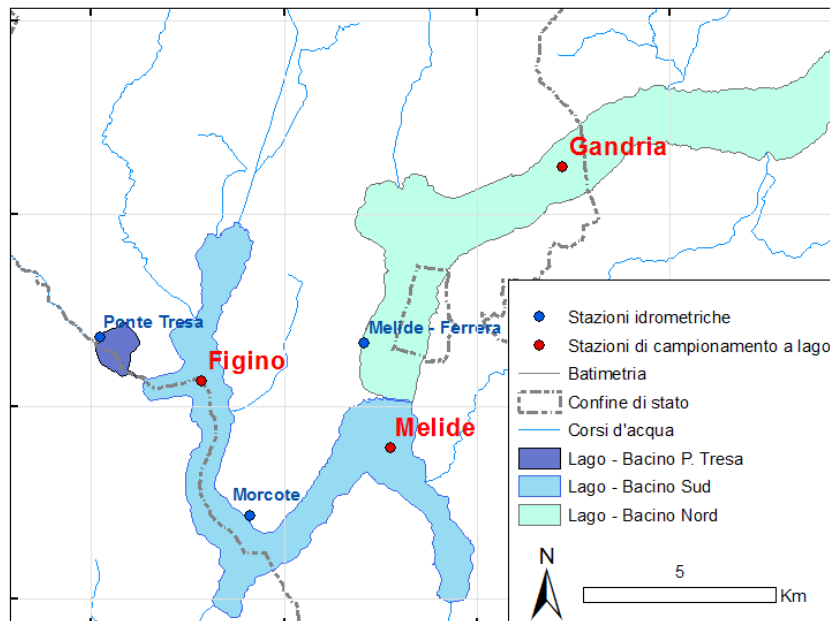 Gandria
Ponte Tresa
Melide - Ferrera
Figino
Melide
Morcote
Stazioni idrometriche
Stazioni di campionamento a lago
Batimetria
Confine di stato
Corsi d'acqua
Lago - Bacino P. Tresa
Lago - Bacino Sud
Lago - Bacino Nord
N
5
Km